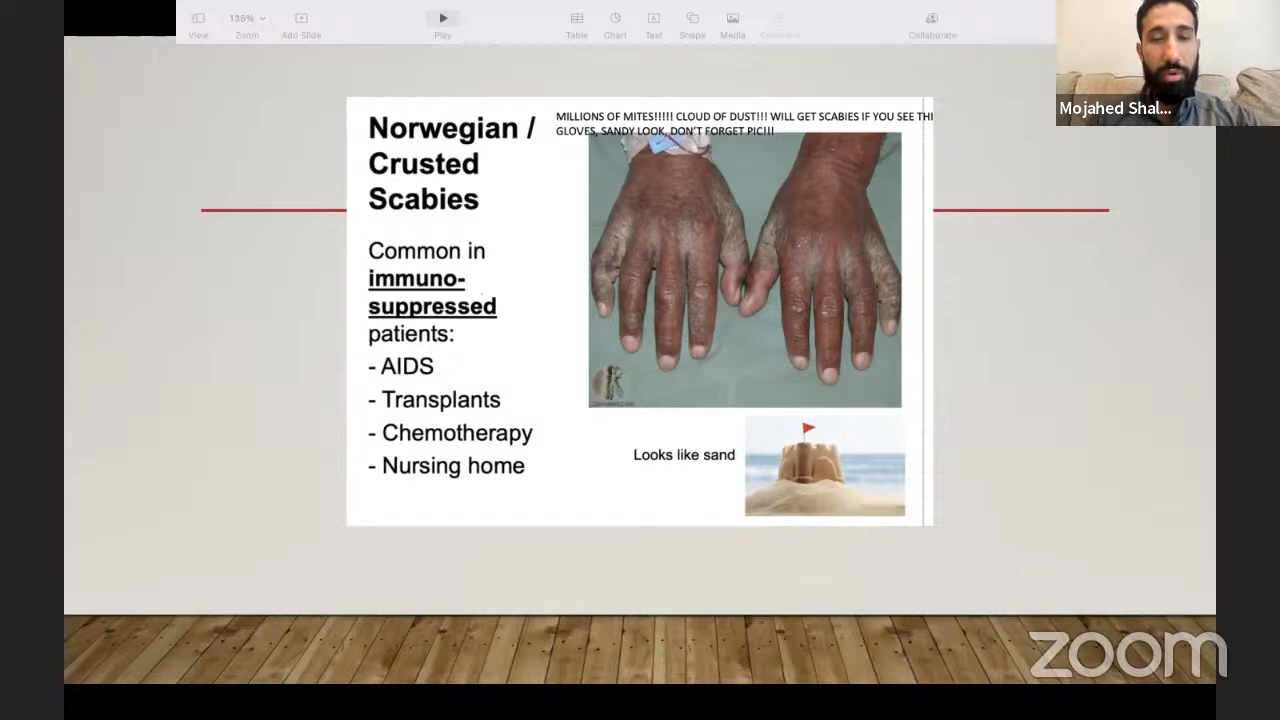 135%
View
Zoom
Add Slide
Play
Table
Chart
Text
Shape
Media
Comment
Collaborate
Mojahed Shal...
Norwegian /
Crusted
Scabies
MILLIONS OF MITES!!!!! CLOUD OF DUST!!! WILL GET SCABIES IF YOU SEE THI
GLOVES, SANDY LOOK, DON'T FORGET PIC!!!
Common in
immuno-
suppressed
patients:
- AIDS
- Transplants
- Chemotherapy
- Nursing home
Looks like sand
zoom